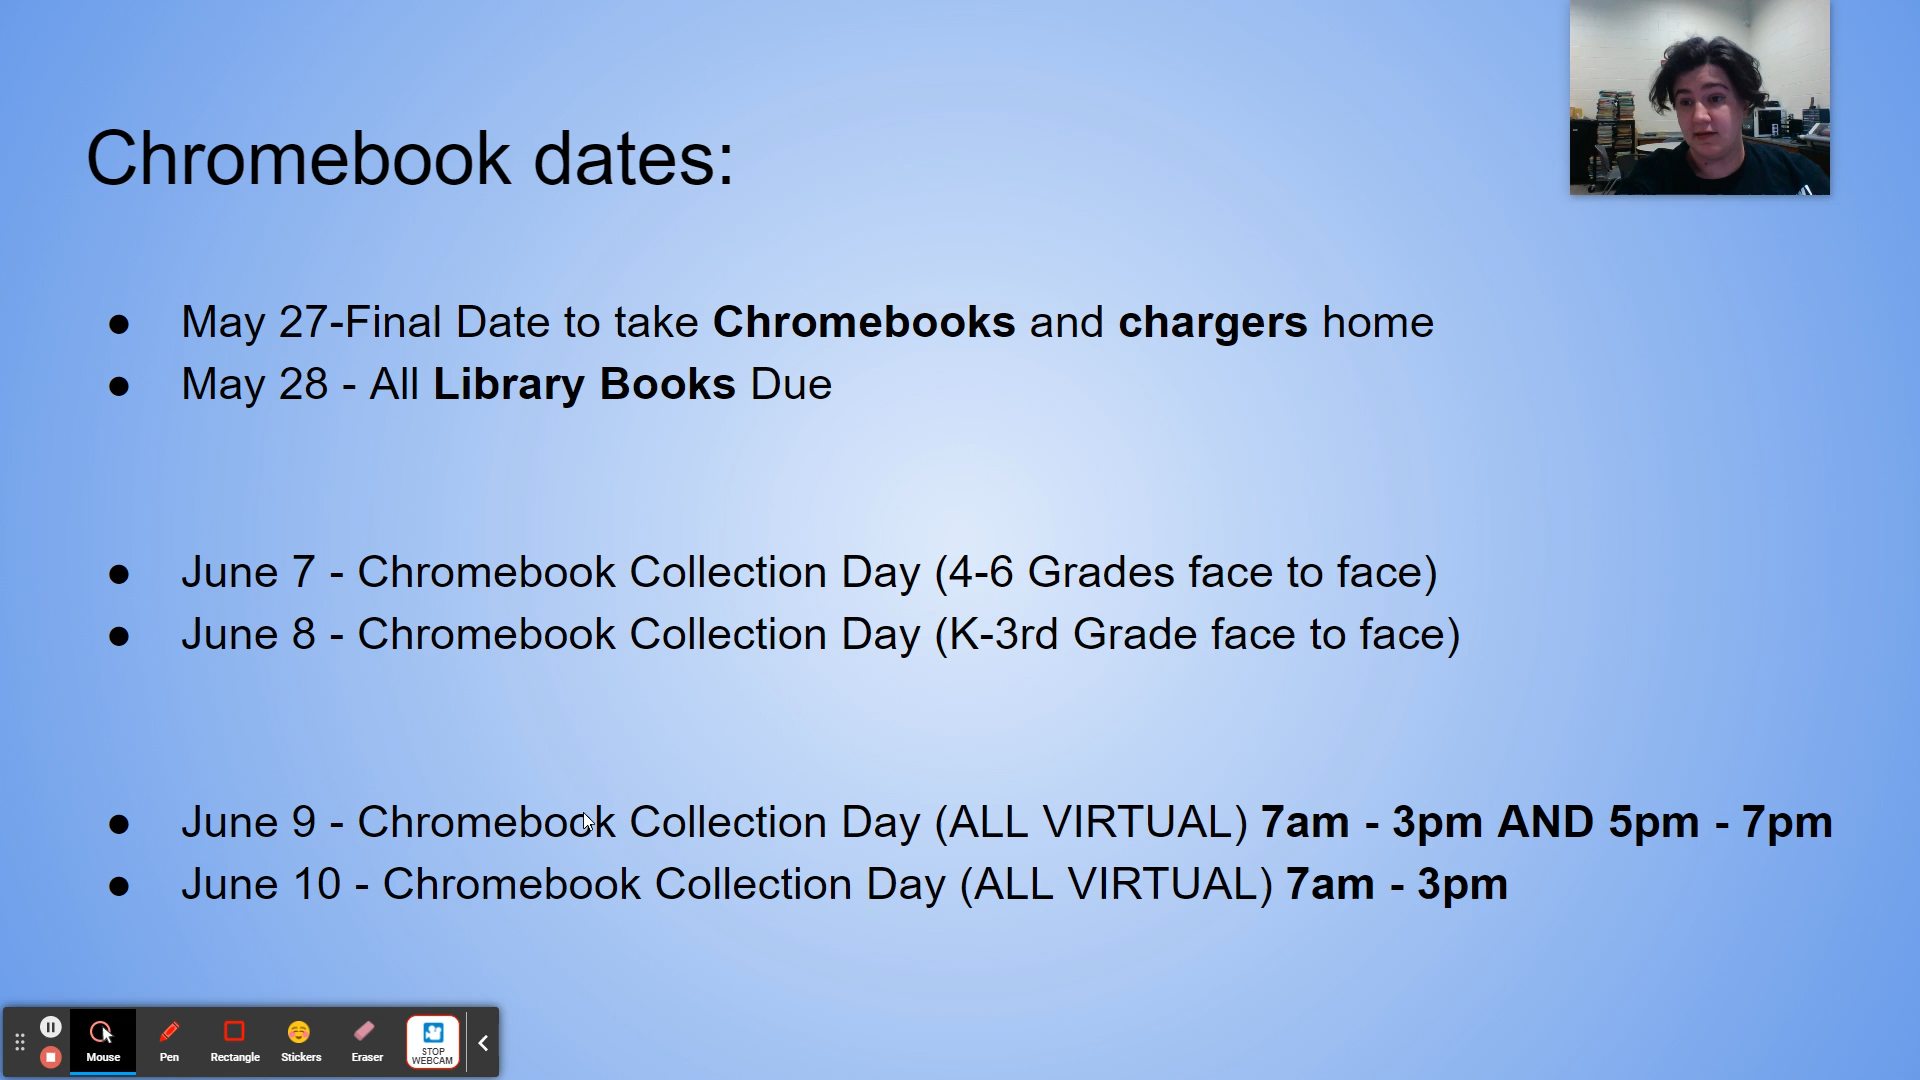 Chromebook dates:
● May 27-Final Date to take Chromebooks and chargers home
● May 28 - All Library Books Due
● June 7 - Chromebook Collection Day (4-6 Grades face to face)
● June 8 - Chromebook Collection Day (K-3rd Grade face to face)
● June 9 - Chromebook Collection Day (ALL VIRTUAL) 7am - 3pm AND 5pm - 7pm
● June 10 - Chromebook Collection Day (ALL VIRTUAL) 7am - 3pm
Mouse Pen Rectangle Stickers Eraser
STOP
WEBCAM